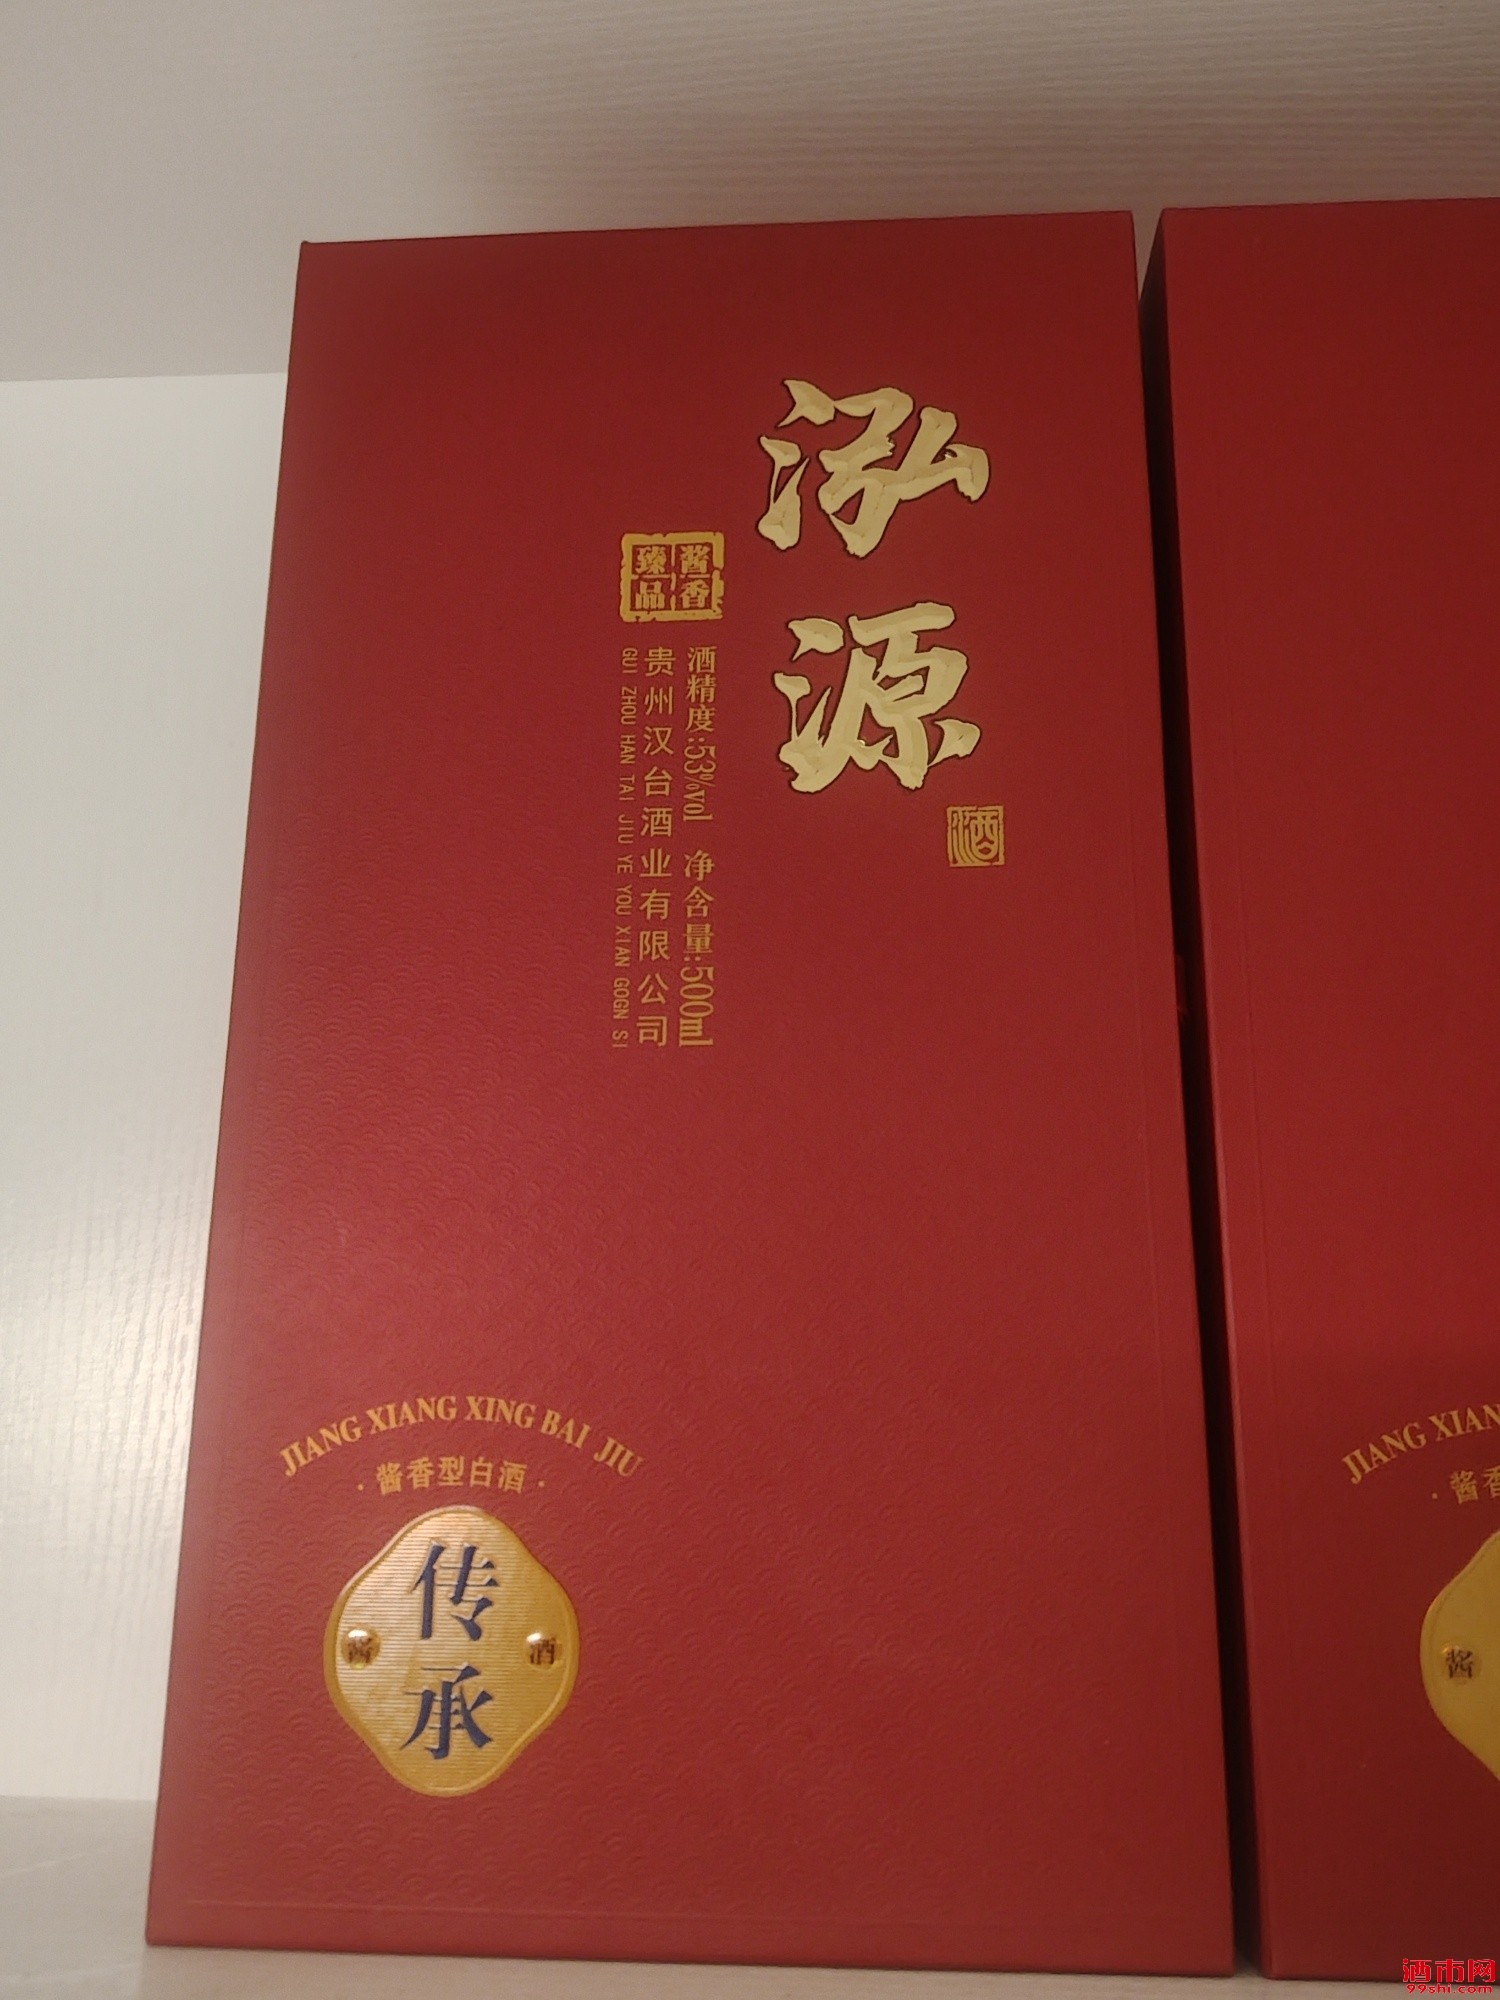 泓源
酒
酱香
臻品
酒精度:53%vol 净含量:500ml
贵州汉台酒业有限公司
GUI ZHOU HAN TAI JIU YE YOU XIAN GOGN SI
JIANG XIANG XING BAI JIU
·酱香型白酒·
传承
酱
酒
JIANG XIAN
·酱香
酱
酒市网
99shi.com